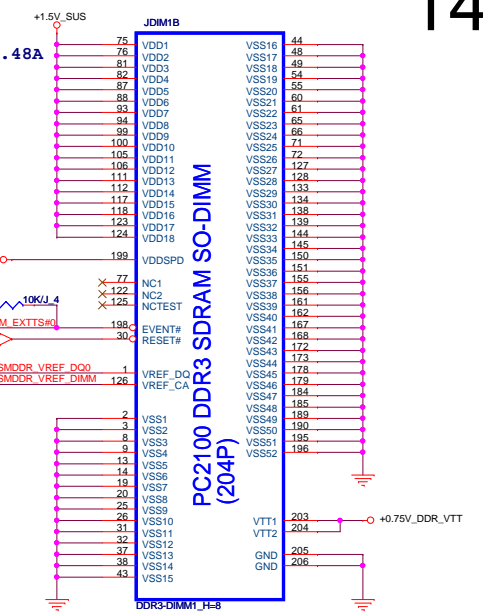 14
+1.5V_SUS
JDIM1B
.48A
75 VDD1 VSS16 44
76 VDD2 VSS17 48
81 VDD3 VSS18 49
82 VDD4 VSS19 54
87 VDD5 VSS20 55
88 VDD6 VSS21 60
93 VDD7 VSS22 61
94 VDD8 VSS23 65
99 VDD9 VSS24 66
100 VDD10 VSS25 71
105 VDD11 VSS26 72
106 VDD12 VSS27 127
111 VDD13 VSS28 128
112 VDD14 VSS29 133
117 VDD15 VSS30 134
118 VDD16 VSS31 138
123 VDD17 VSS32 139
124 VDD18 VSS33 144
VSS34 145
199 VDDSPD VSS35 150
VSS36 151
77 NC1 VSS37 155
122 NC2 VSS38 156
125 NCTEST VSS39 161
10K/J_4
VSS40 162
M_EXTTS#0
198 EVENT# VSS41 167
30 RESET# VSS42 168
VSS43 172
VSS44 173
SMDDR_VREF_DQ0 1 VREF_DQ VSS45 178
SMDDR_VREF_DIMM 126 VREF_CA VSS46 179
VSS47 184
VSS48 185
2 VSS1 VSS49 189
3 VSS2 VSS50 190
8 VSS3 VSS51 195
9 VSS4 VSS52 196
13 VSS5
14 VSS6
19 VSS7
20 VSS8
25 VSS9
26 VSS10 VTT1 203 +0.75V_DDR_VTT
31 VSS11 VTT2 204
32 VSS12
37 VSS13 GND 205
38 VSS14 GND 206
43 VSS15
PC2100 DDR3 SDRAM SO-DIMM
(204P)
DDR3-DIMM1_H=8